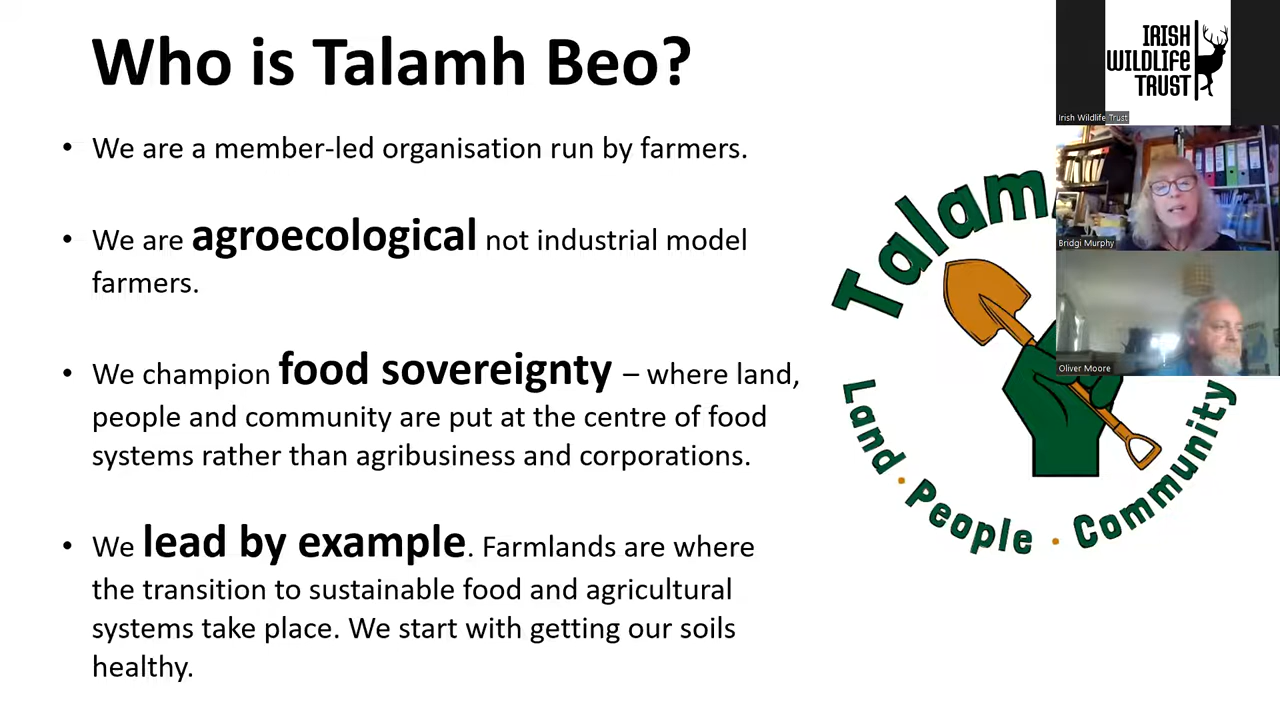 Who is Talamh Beo?
• We are a member-led organisation run by farmers.
• We are agroecological not industrial model
farmers.
• We champion food sovereignty – where land,
people and community are put at the centre of food
systems rather than agribusiness and corporations.
• We lead by example. Farmlands are where
the transition to sustainable food and agricultural
systems take place. We start with getting our soils
healthy.
Talam
Land · People · Community
IRISH
WILDLIFE
TRUST
Irish Wildlife Trust
Bridgi Murphy
Oliver Moore